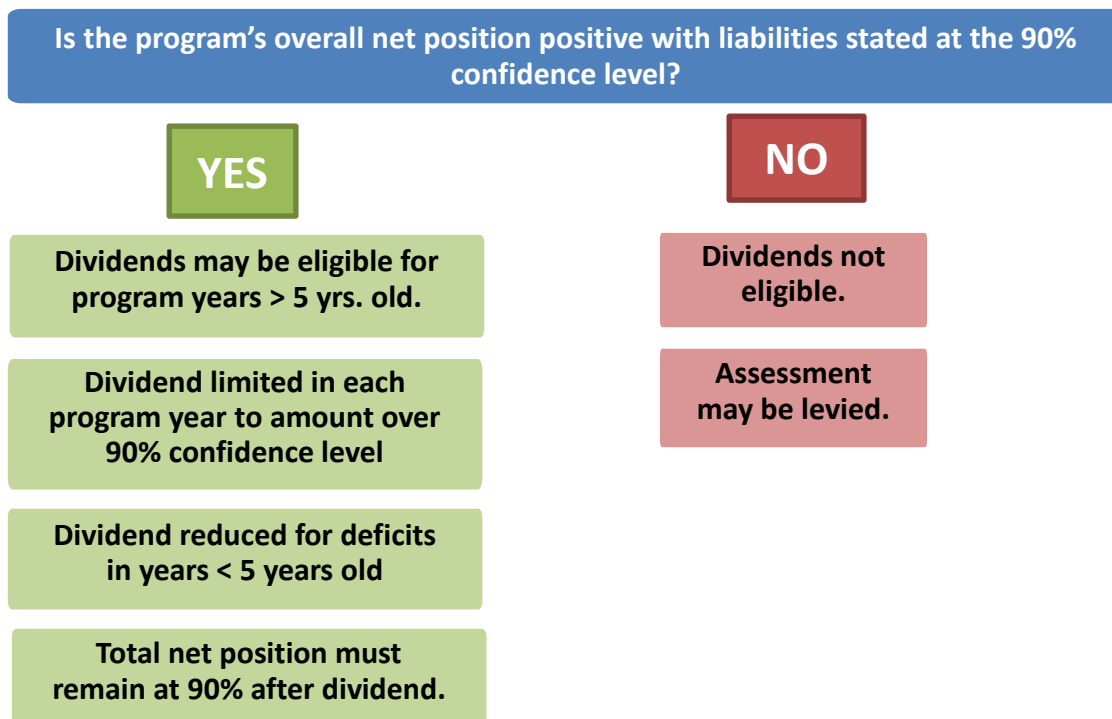 Is the program's overall net position positive with liabilities stated at the 90%
confidence level?
YES
Dividends may be eligible for
program years > 5 yrs. old.
Dividend limited in each
program year to amount over
90% confidence level
Dividend reduced for deficits
in years < 5 years old
Total net position must
remain at 90% after dividend.
NO
Dividends not
eligible.
Assessment
may be levied.